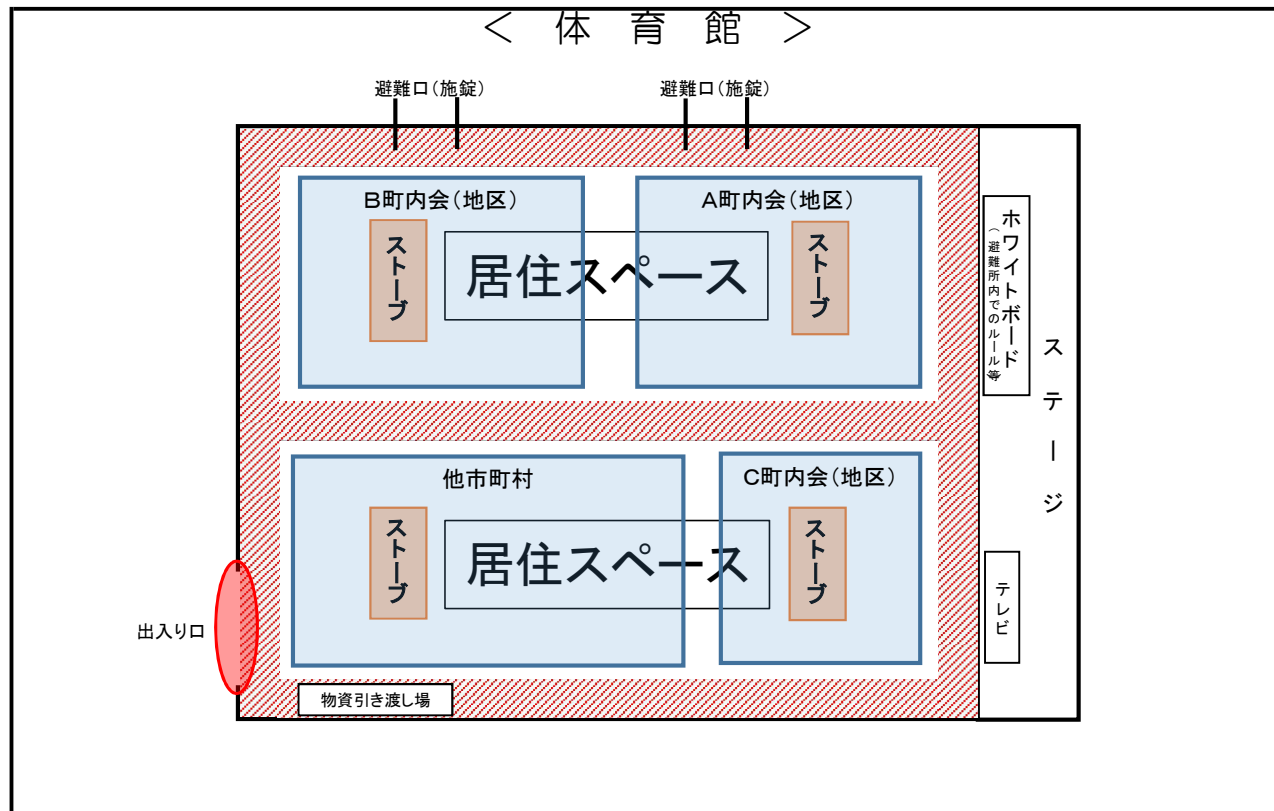 ＜ 体 育 館 ＞
避難口（施錠）
避難口（施錠）
Ｂ町内会（地区）
Ａ町内会（地区）
ストーブ
居住スペース
ストーブ
ホワイトボード
（避難所内でのルール等）
ステージ
他市町村
Ｃ町内会（地区）
ストーブ
居住スペース
ストーブ
テレビ
出入り口
物資引き渡し場